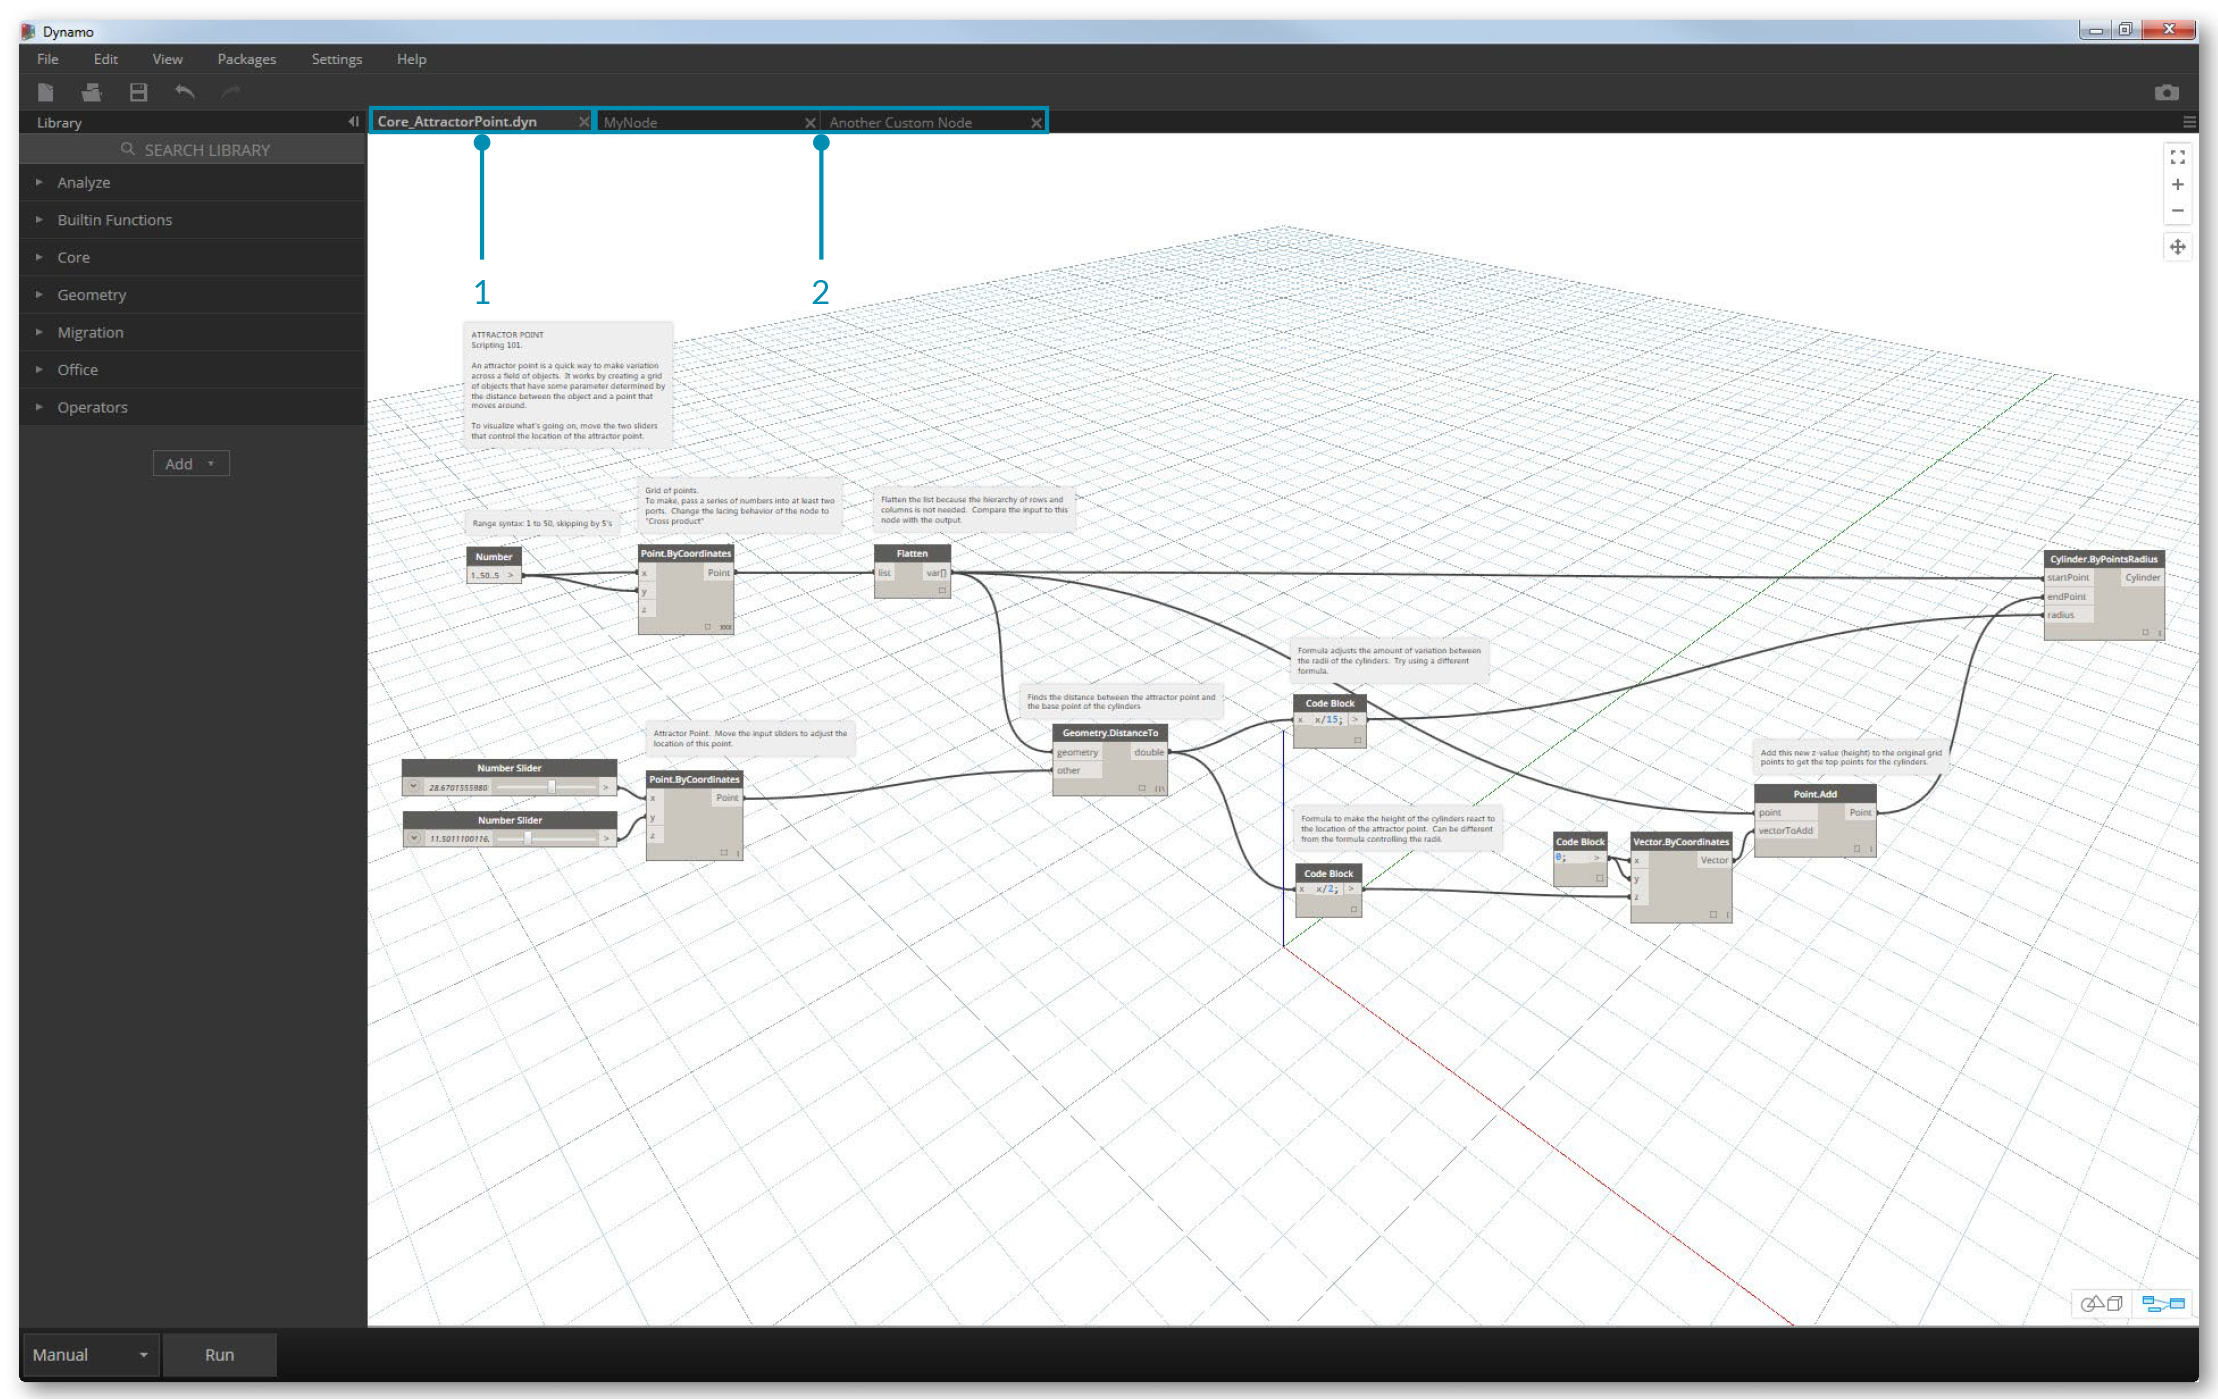 Dynamo
File Edit View Packages Settings Help
Library
Core_AttractorPoint.dyn
MyNode
Another Custom Node
SEARCH LIBRARY
Analyze
Builtin Functions
Core
Geometry
Migration
Office
Operators
Add
1
2
ATTRACTOR POINT
Scripting 101.
An attractor point is a quick way to make variation
across a field of objects. It works by creating a grid
of objects that have some parameter determined by
the distance between the object and a point that
moves around.
To visualize what's going on, move the two sliders
that control the location of the attractor point.
Range syntax: 1 to 50, skipping by 5's
Number
1..50..5 >
Grid of points.
To make, pass a series of numbers into at least two
ports. Change the lacing behavior of the node to
"Cross product"
Point.ByCoordinates
x Point
y
z
xxx
Flatten the list because the hierarchy of rows and
columns is not needed. Compare the input to this
node with the output.
Flatten
list var[]
Cylinder.ByPointsRadius
startPoint Cylinder
endPoint
radius
Formula adjusts the amount of variation between
the radii of the cylinders. Try using a different
formula.
Code Block
x x/15; >
Finds the distance between the attractor point and
the base point of the cylinders
Geometry.DistanceTo
geometry double
other
Attractor Point. Move the input sliders to adjust the
location of this point.
Number Slider
28.6701555980 >
Number Slider
11.5011100116 >
Point.ByCoordinates
x Point
y
z
Formula to make the height of the cylinders react to
the location of the attractor point. Can be different
from the formula controlling the radii.
Code Block
x x/2; >
Code Block
0; >
Vector.ByCoordinates
x Vector
y
z
Add this new z-value (height) to the original grid
points to get the top points for the cylinders.
Point.Add
point Point
vectorToAdd
Manual
Run